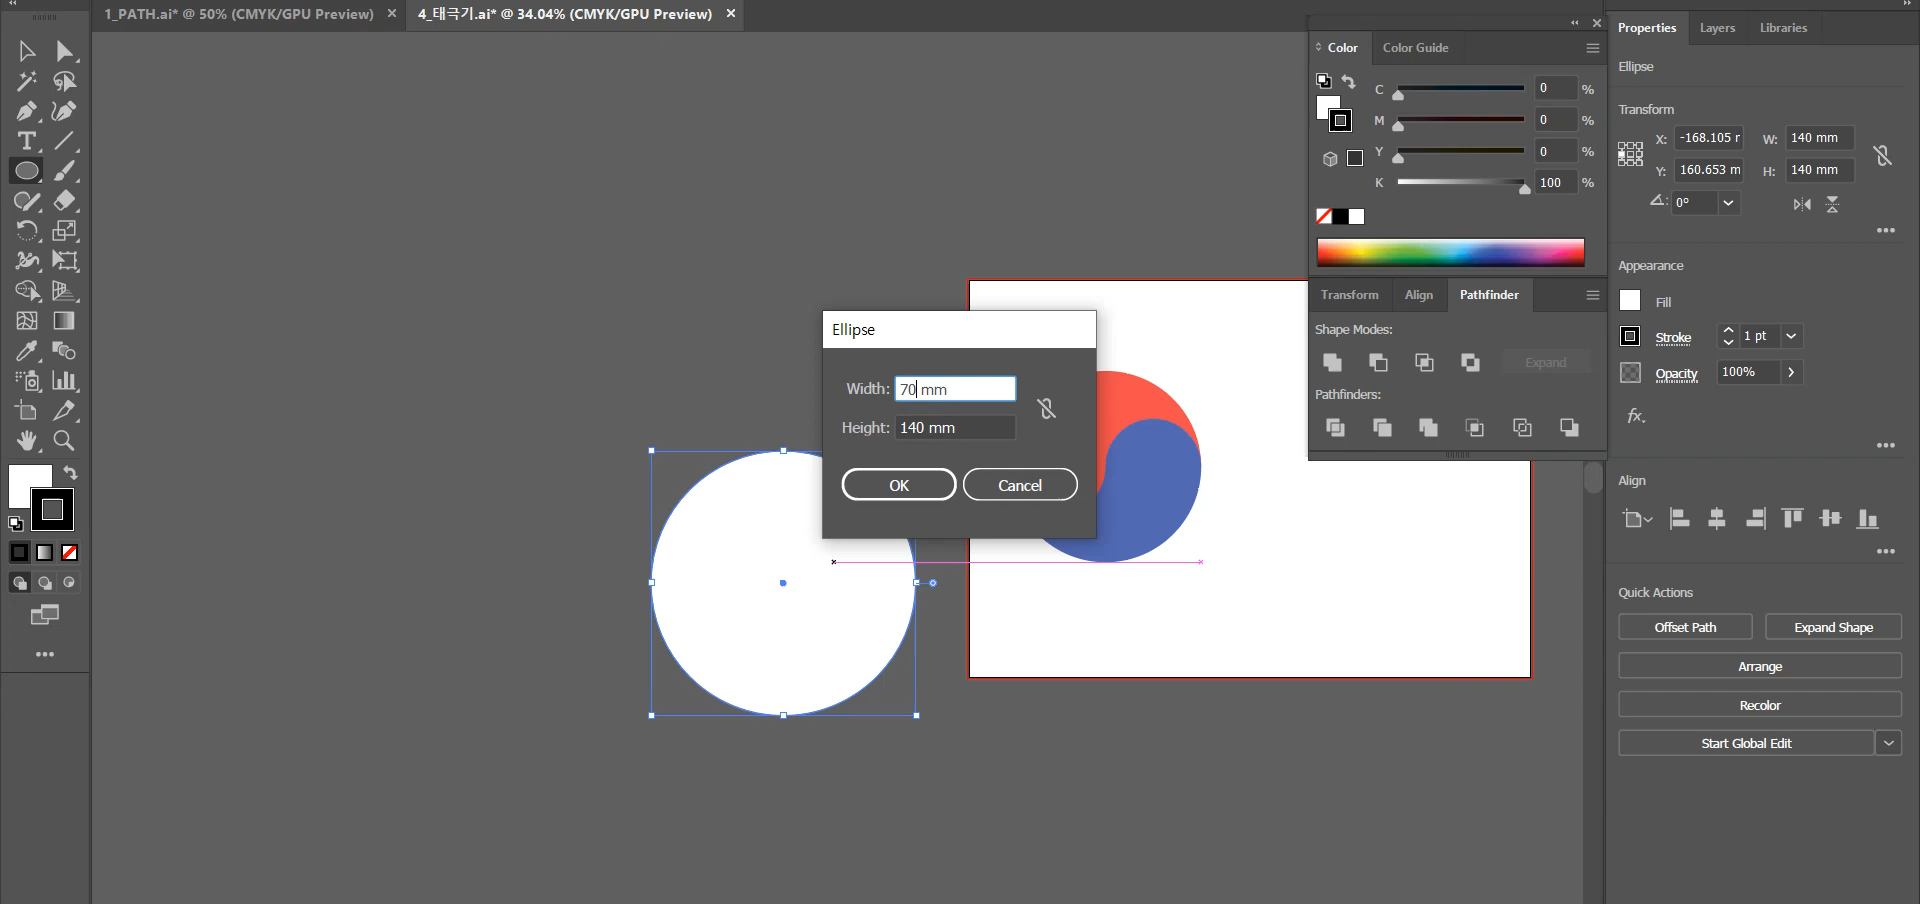 1_PATH.ai* @ 50% (CMYK/GPU Preview) ×
4_태극기.ai* @ 34.04% (CMYK/GPU Preview) ×
Color Color Guide
C 0 %
M 0 %
Y 0 %
K 100 %
Transform Align Pathfinder
Shape Modes:
Expand
Pathfinders:
Ellipse
Width: 70 mm
Height: 140 mm
OK Cancel
Properties Layers Libraries
Ellipse
Transform
X: -168.105 r W: 140 mm
Y: 160.653 m H: 140 mm
0°
Appearance
Fill
Stroke 1 pt
Opacity 100%
fx.
Align
Quick Actions
Offset Path Expand Shape
Arrange
Recolor
Start Global Edit